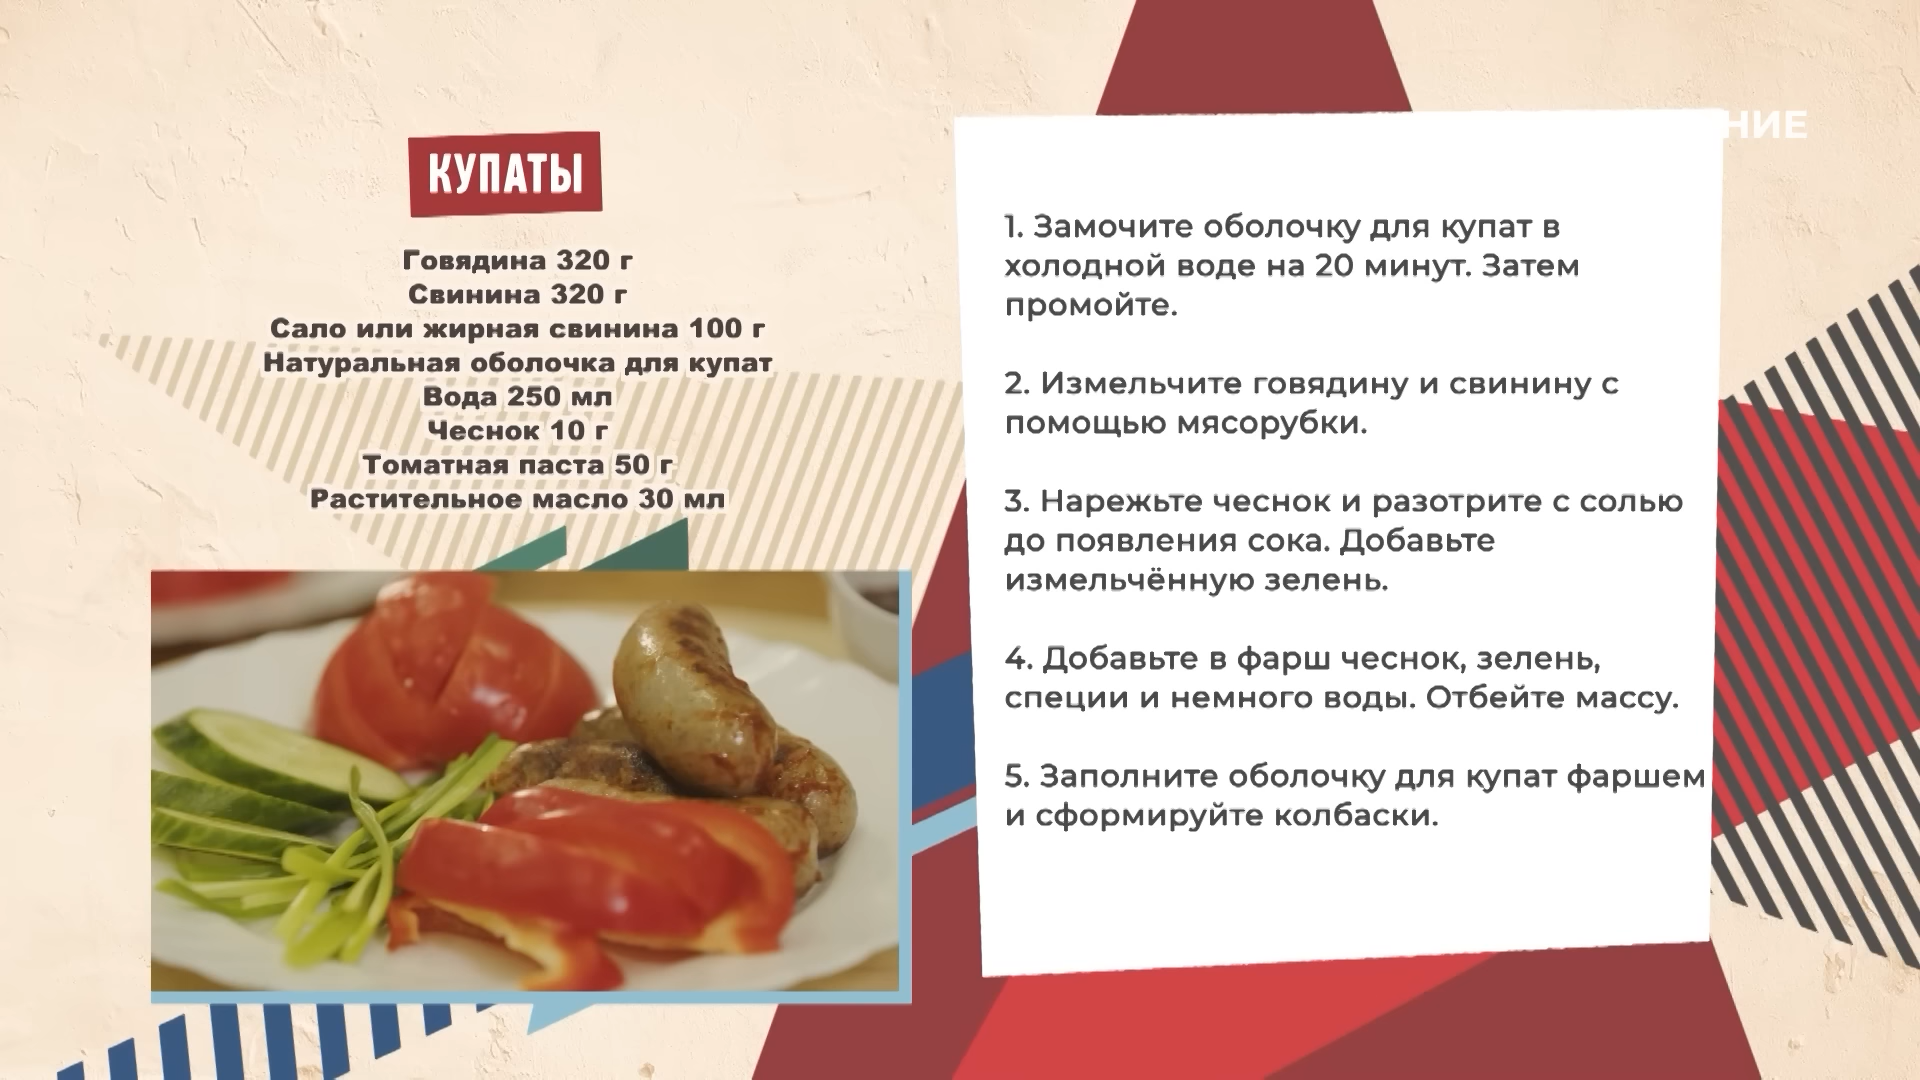 КУПАТЫ
Говядина 320 г
Свинина 320 г
Сало или жирная свинина 100 г
Натуральная оболочка для купат
Вода 250 мл
Чеснок 10 г
Томатная паста 50 г
Растительное масло 30 мл
1. Замочите оболочку для купат в
холодной воде на 20 минут. Затем
промойте.
2. Измельчите говядину и свинину с
помощью мясорубки.
3. Нарежьте чеснок и разотрите с солью
до появления сока. Добавьте
измельчённую зелень.
4. Добавьте в фарш чеснок, зелень,
специи и немного воды. Отбейте массу.
5. Заполните оболочку для купат фаршем
и сформируйте колбаски.